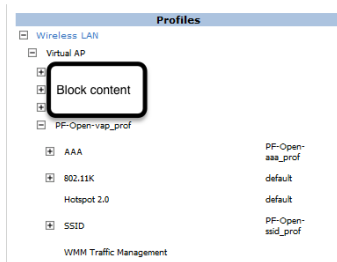 Profiles
Wireless LAN
Virtual AP
Block content
PF-Open-vap_prof
AAA PF-Open-
aaa_prof
802.11K default
Hotspot 2.0 default
SSID PF-Open-
ssid_prof
WMM Traffic Management